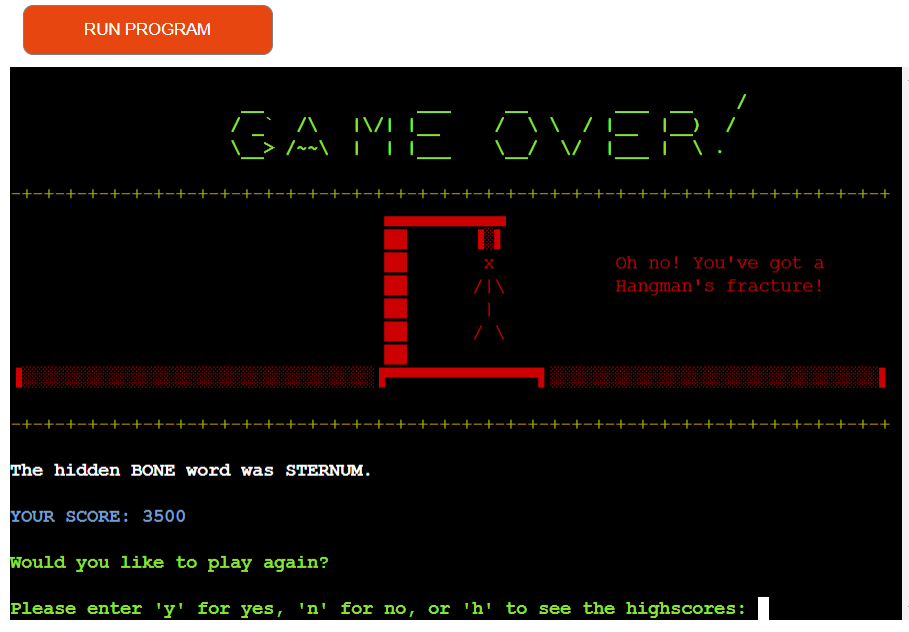 RUN PROGRAM
GAME OVER!
Oh no! You've got a
Hangman's fracture!
The hidden BONE word was STERNUM.
YOUR SCORE: 3500
Would you like to play again?
Please enter 'y' for yes, 'n' for no, or 'h' to see the highscores: